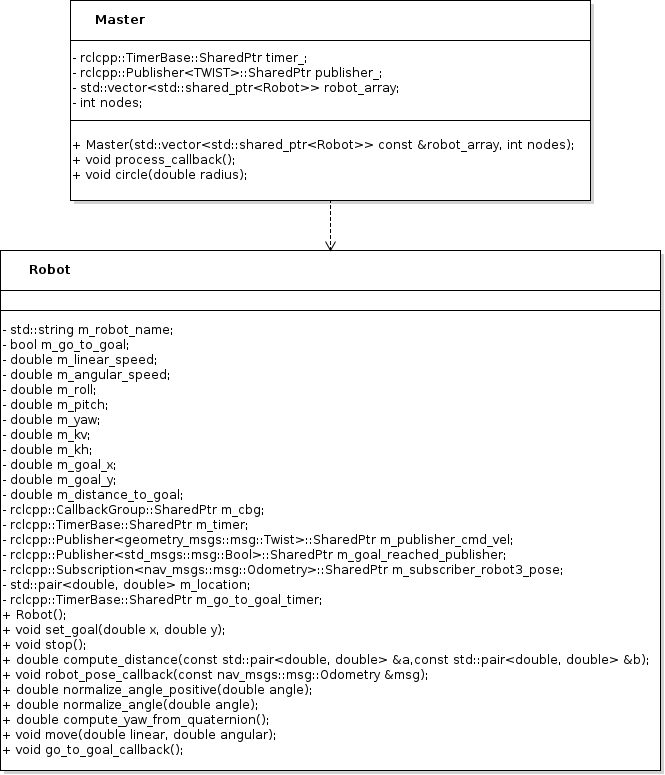 Master
- rclcpp::TimerBase::SharedPtr timer_;
- rclcpp::Publisher<TWIST>::SharedPtr publisher_;
- std::vector<std::shared_ptr<Robot>> robot_array;
- int nodes;
+ Master(std::vector<std::shared_ptr<Robot>> const &robot_array, int nodes);
+ void process_callback();
+ void circle(double radius);
Robot
- std::string m_robot_name;
- bool m_go_to_goal;
- double m_linear_speed;
- double m_angular_speed;
- double m_roll;
- double m_pitch;
- double m_yaw;
- double m_kv;
- double m_kh;
- double m_goal_x;
- double m_goal_y;
- double m_distance_to_goal;
- rclcpp::CallbackGroup::SharedPtr m_cbg;
- rclcpp::TimerBase::SharedPtr m_timer;
- rclcpp::Publisher<geometry_msgs::msg::Twist>::SharedPtr m_publisher_cmd_vel;
- rclcpp::Publisher<std_msgs::msg::Bool>::SharedPtr m_goal_reached_publisher;
- rclcpp::Subscription<nav_msgs::msg::Odometry>::SharedPtr m_subscriber_robot3_pose;
- std::pair<double, double> m_location;
- rclcpp::TimerBase::SharedPtr m_go_to_goal_timer;
+ Robot();
+ void set_goal(double x, double y);
+ void stop();
+ double compute_distance(const std::pair<double, double> &a,const std::pair<double, double> &b);
+ void robot_pose_callback(const nav_msgs::msg::Odometry &msg);
+ double normalize_angle_positive(double angle);
+ double normalize_angle(double angle);
+ double compute_yaw_from_quaternion();
+ void move(double linear, double angular);
+ void go_to_goal_callback();